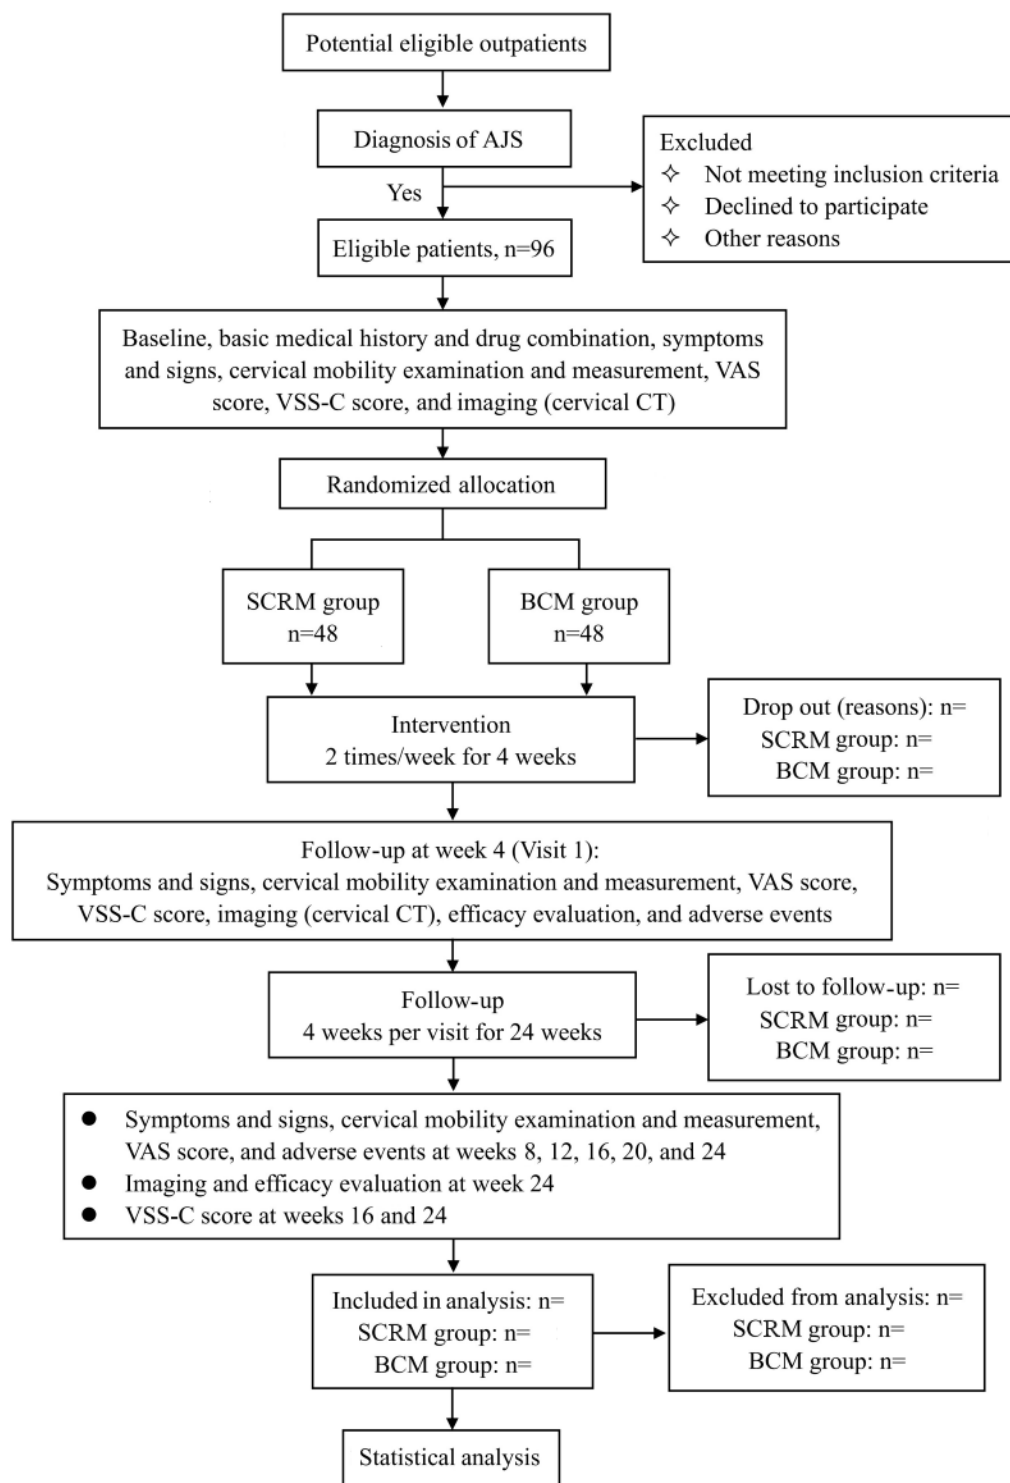 Potential eligible outpatients
Diagnosis of AJS
Yes
Excluded
✧ Not meeting inclusion criteria
✧ Declined to participate
✧ Other reasons
Eligible patients, n=96
Baseline, basic medical history and drug combination, symptoms
and signs, cervical mobility examination and measurement, VAS
score, VSS-C score, and imaging (cervical CT)
Randomized allocation
SCRM group
n=48
BCM group
n=48
Intervention
2 times/week for 4 weeks
Drop out (reasons): n=
SCRM group: n=
BCM group: n=
Follow-up at week 4 (Visit 1):
Symptoms and signs, cervical mobility examination and measurement, VAS score,
VSS-C score, imaging (cervical CT), efficacy evaluation, and adverse events
Follow-up
4 weeks per visit for 24 weeks
Lost to follow-up: n=
SCRM group: n=
BCM group: n=
● Symptoms and signs, cervical mobility examination and measurement,
VAS score, and adverse events at weeks 8, 12, 16, 20, and 24
● Imaging and efficacy evaluation at week 24
● VSS-C score at weeks 16 and 24
Included in analysis: n=
SCRM group: n=
BCM group: n=
Excluded from analysis: n=
SCRM group: n=
BCM group: n=
Statistical analysis